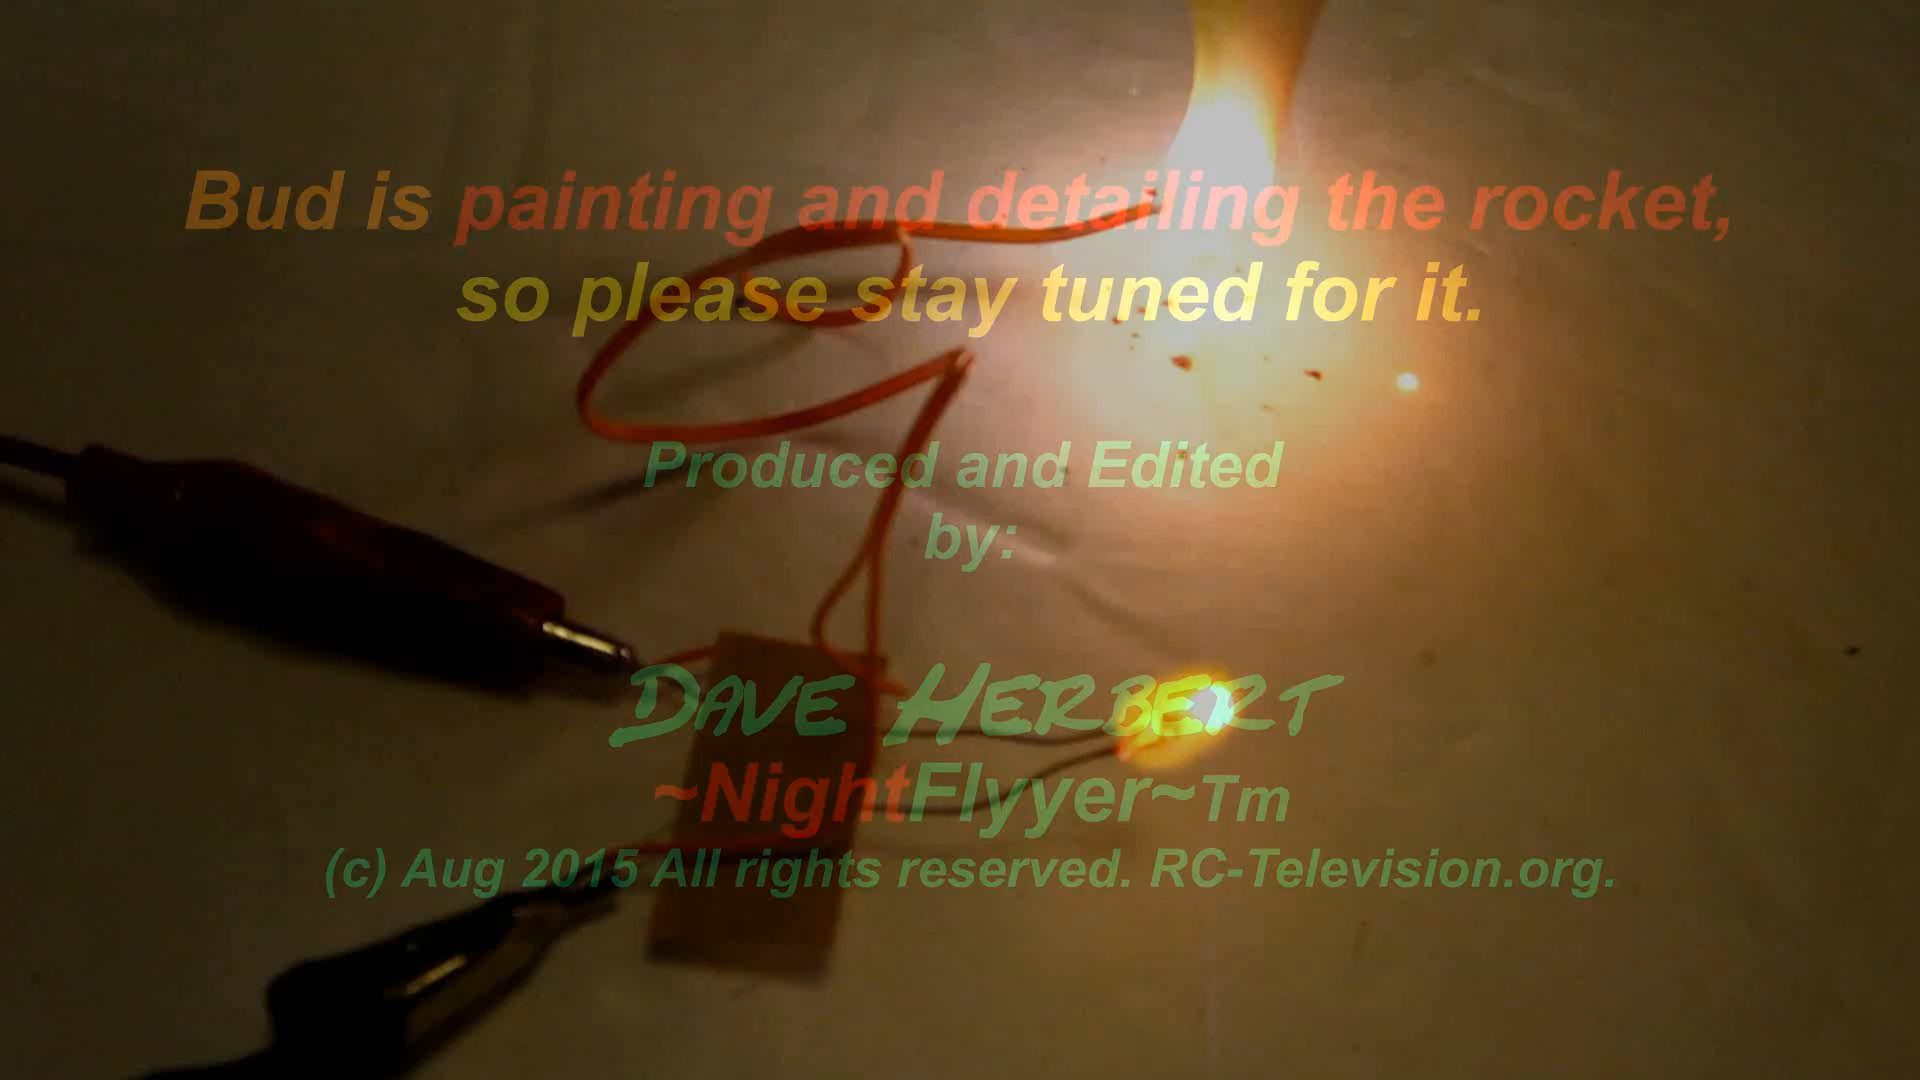 Bud is painting and detailing the rocket,
so please stay tuned for it.
Produced and Edited
by:
DAVE HERBERT
~NightFlyyer~Tm
(c) Aug 2015 All rights reserved. RC-Television.org.